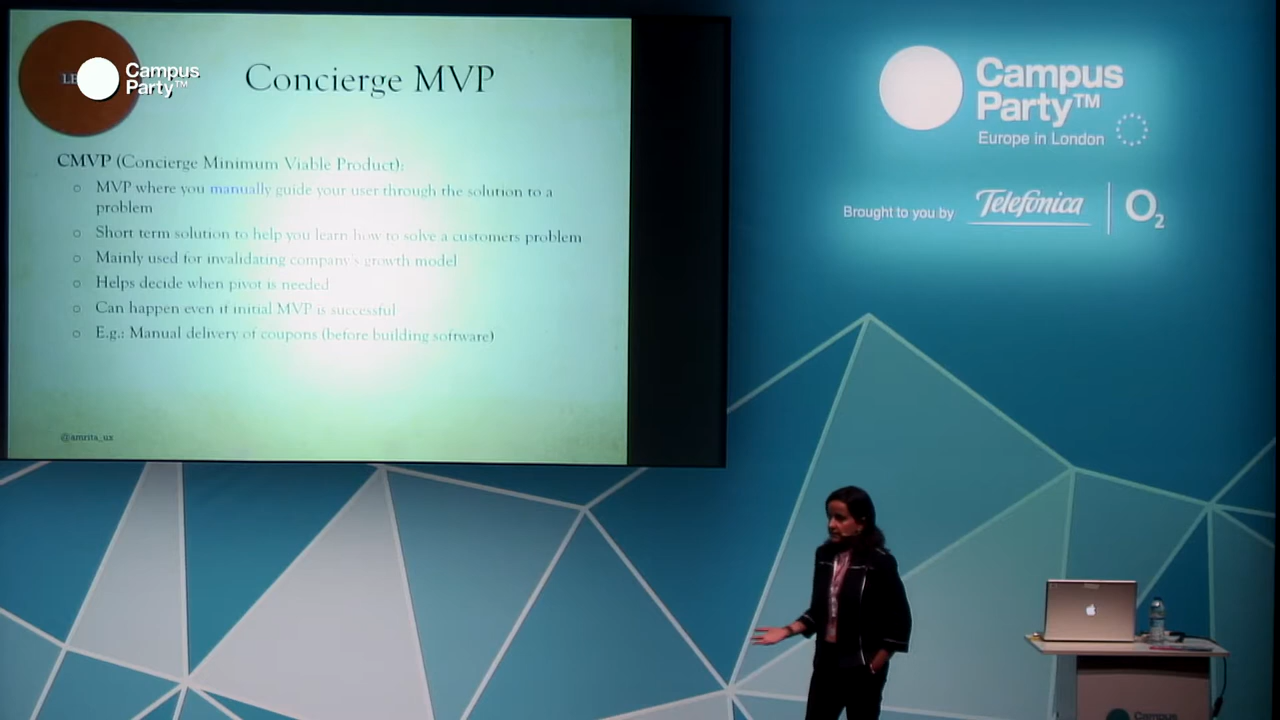 Campus
Party™
Concierge MVP
CMVP (Concierge Minimum Viable Product):
MVP where you manually guide your user through the solution to a
problem
Short term solution to help you learn how to solve a customers problem
Mainly used for invalidating company's growth model
Helps decide when pivot is needed
Can happen even if initial MVP is successful
E.g.: Manual delivery of coupons (before building software)
@amrita_ux
Campus
Party™
Europe in London
Brought to you by Telefónica O2
Campus